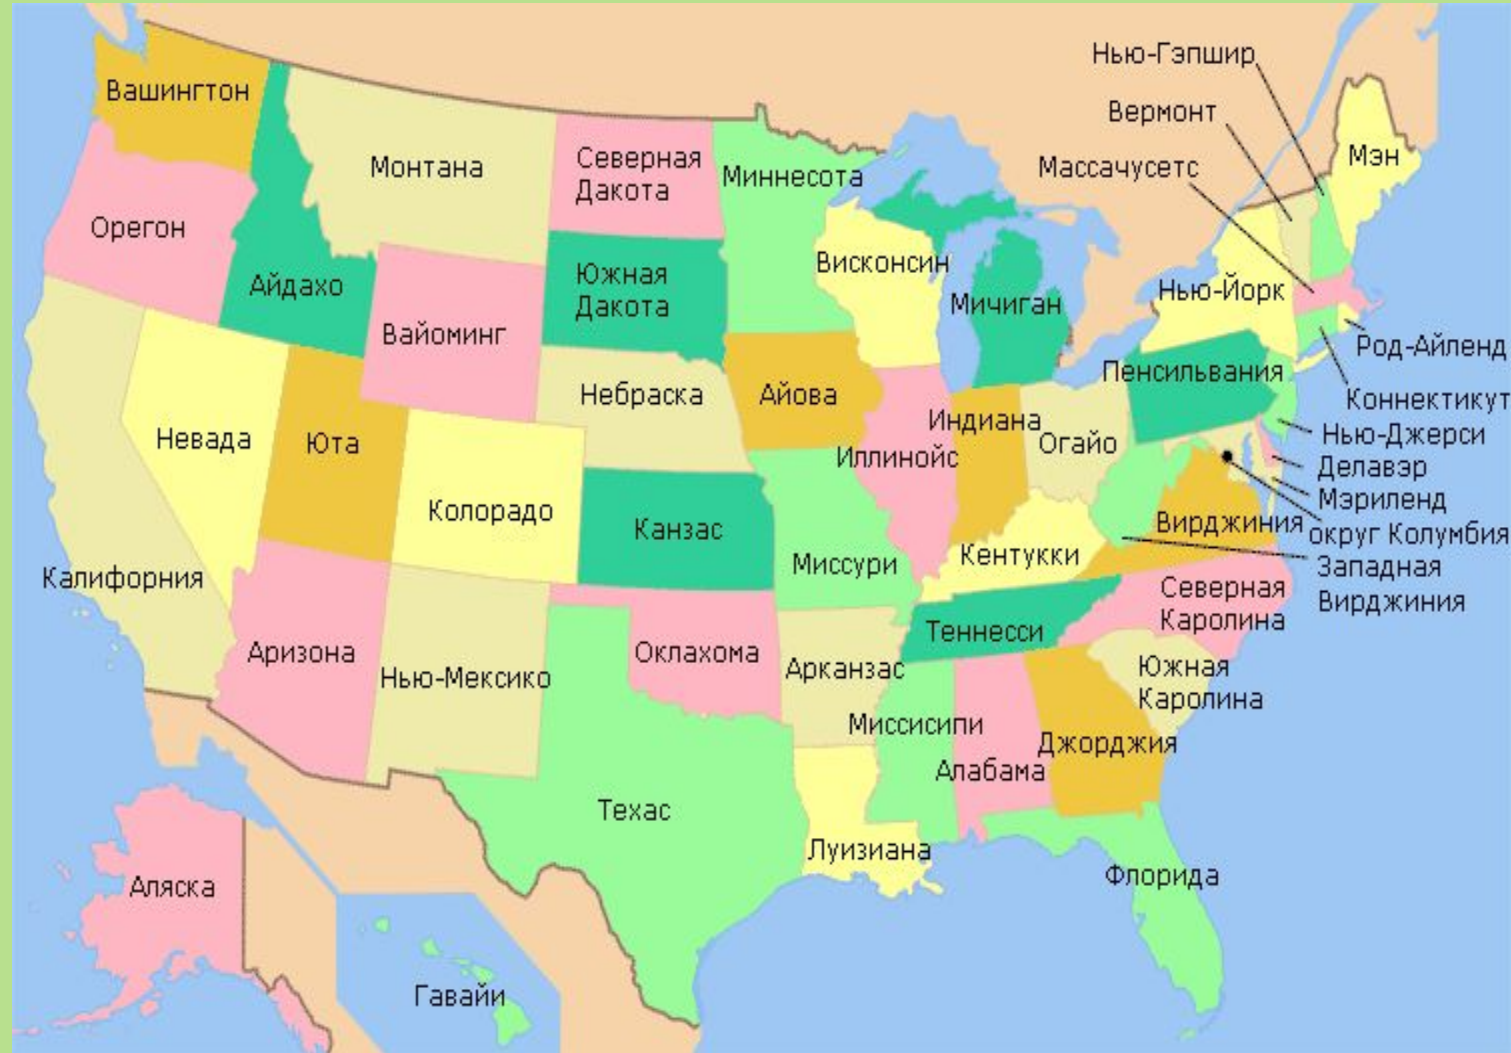 Нью-Гэпшир
Вермонт
Массачусетс
Мэн
Вашингтон
Монтана
Северная
Дакота
Миннесота
Орегон
Айдахо
Южная
Дакота
Висконсин
Мичиган
Нью-Йорк
Вайоминг
Род-Айленд
Небраска
Айова
Пенсильвания
Коннектикут
Невада
Юта
Индиана
Огайо
Нью-Джерси
Иллинойс
Делавэр
Мэриленд
Колорадо
Канзас
Вирджиния
округ Колумбия
Калифорния
Миссури
Кентукки
Западная
Вирджиния
Северная
Каролина
Аризона
Нью-Мексико
Оклахома
Арканзас
Теннесси
Южная
Каролина
Миссисипи
Алабама
Джорджия
Техас
Луизиана
Флорида
Аляска
Гавайи